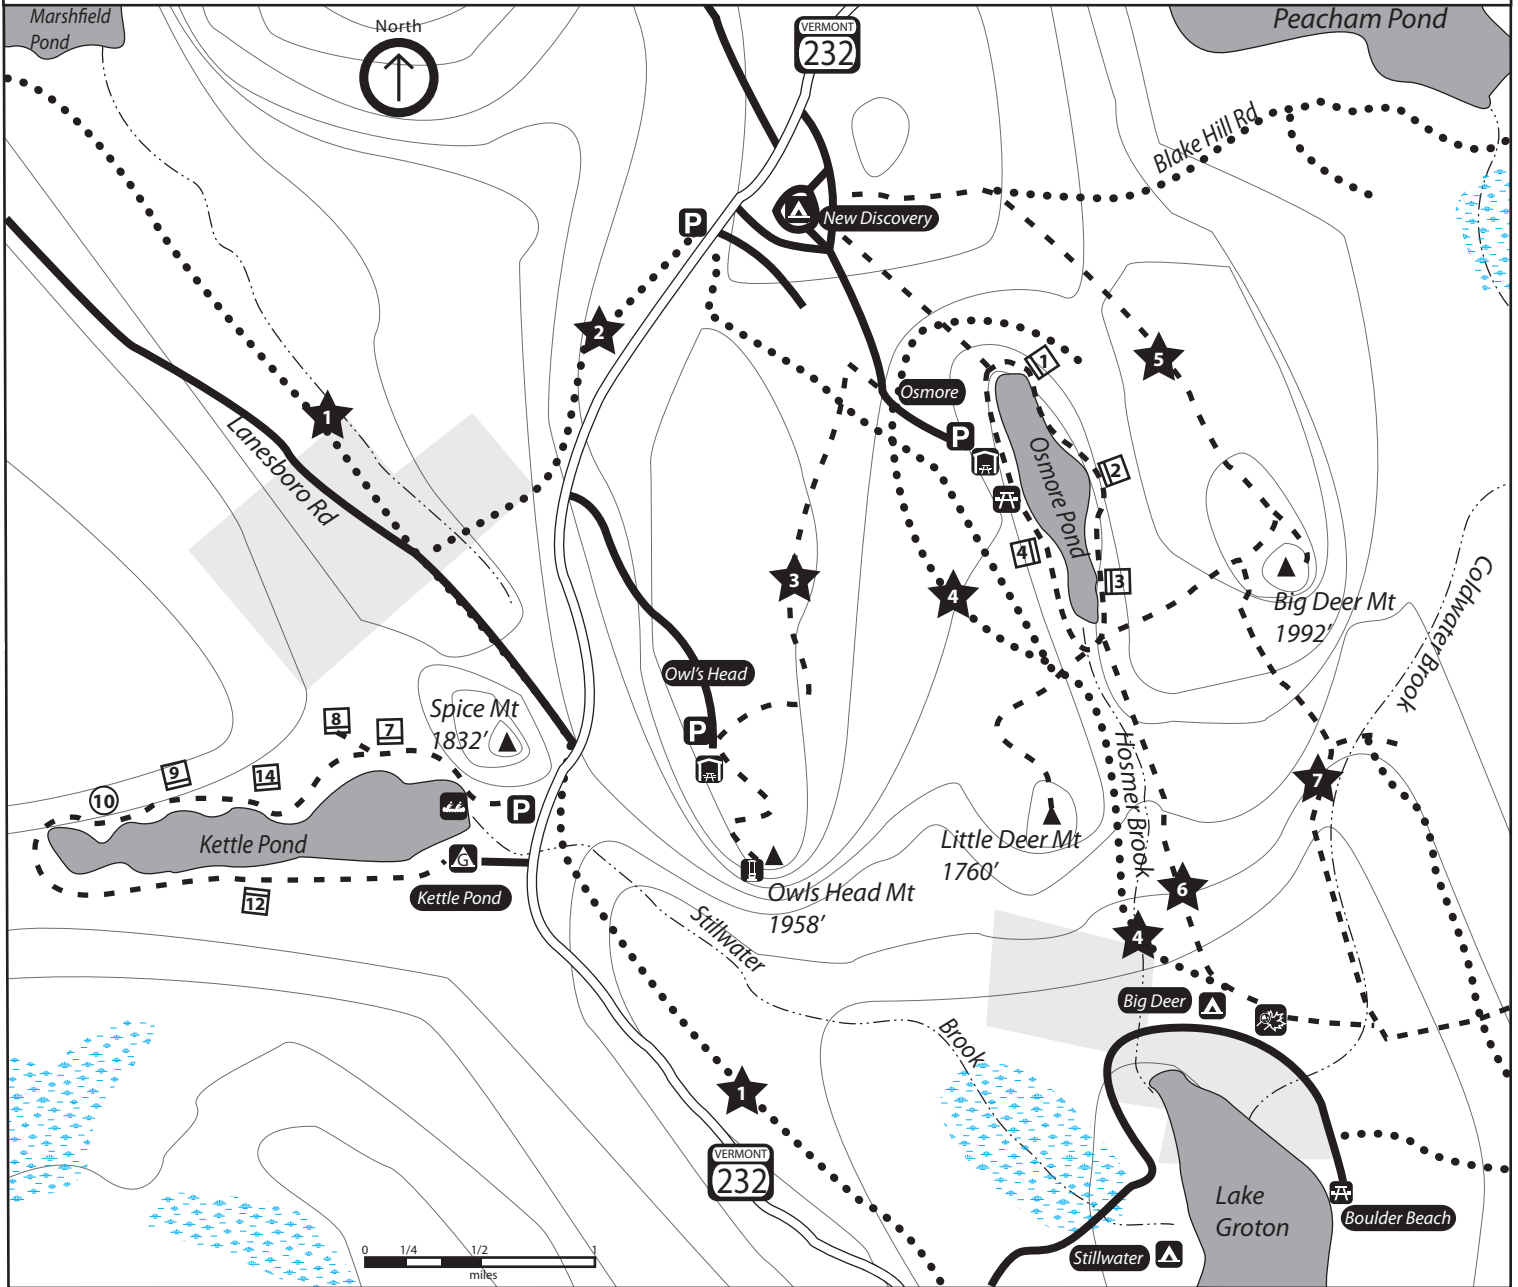 Marshfield
Pond
North
VERMONT
232
Peacham Pond
Blake Hill Rd
P
New Discovery
2
5
1
Osmore
P
1
Lanesboro Rd
2
Osmore Pond
4
3
3
4
Big Deer Mt
1992'
Coldwater Brook
Owl's Head
P
Spice Mt
1832'
8
7
9
14
10
P
Hosmer Brook
7
Kettle Pond
G
Little Deer Mt
1760'
Kettle Pond
12
Owls Head Mt
1958'
6
4
Stillwater
Brook
Big Deer
1
VERMONT
232
Lake
Groton
Boulder Beach
Stillwater
0 1/4 1/2 1
miles